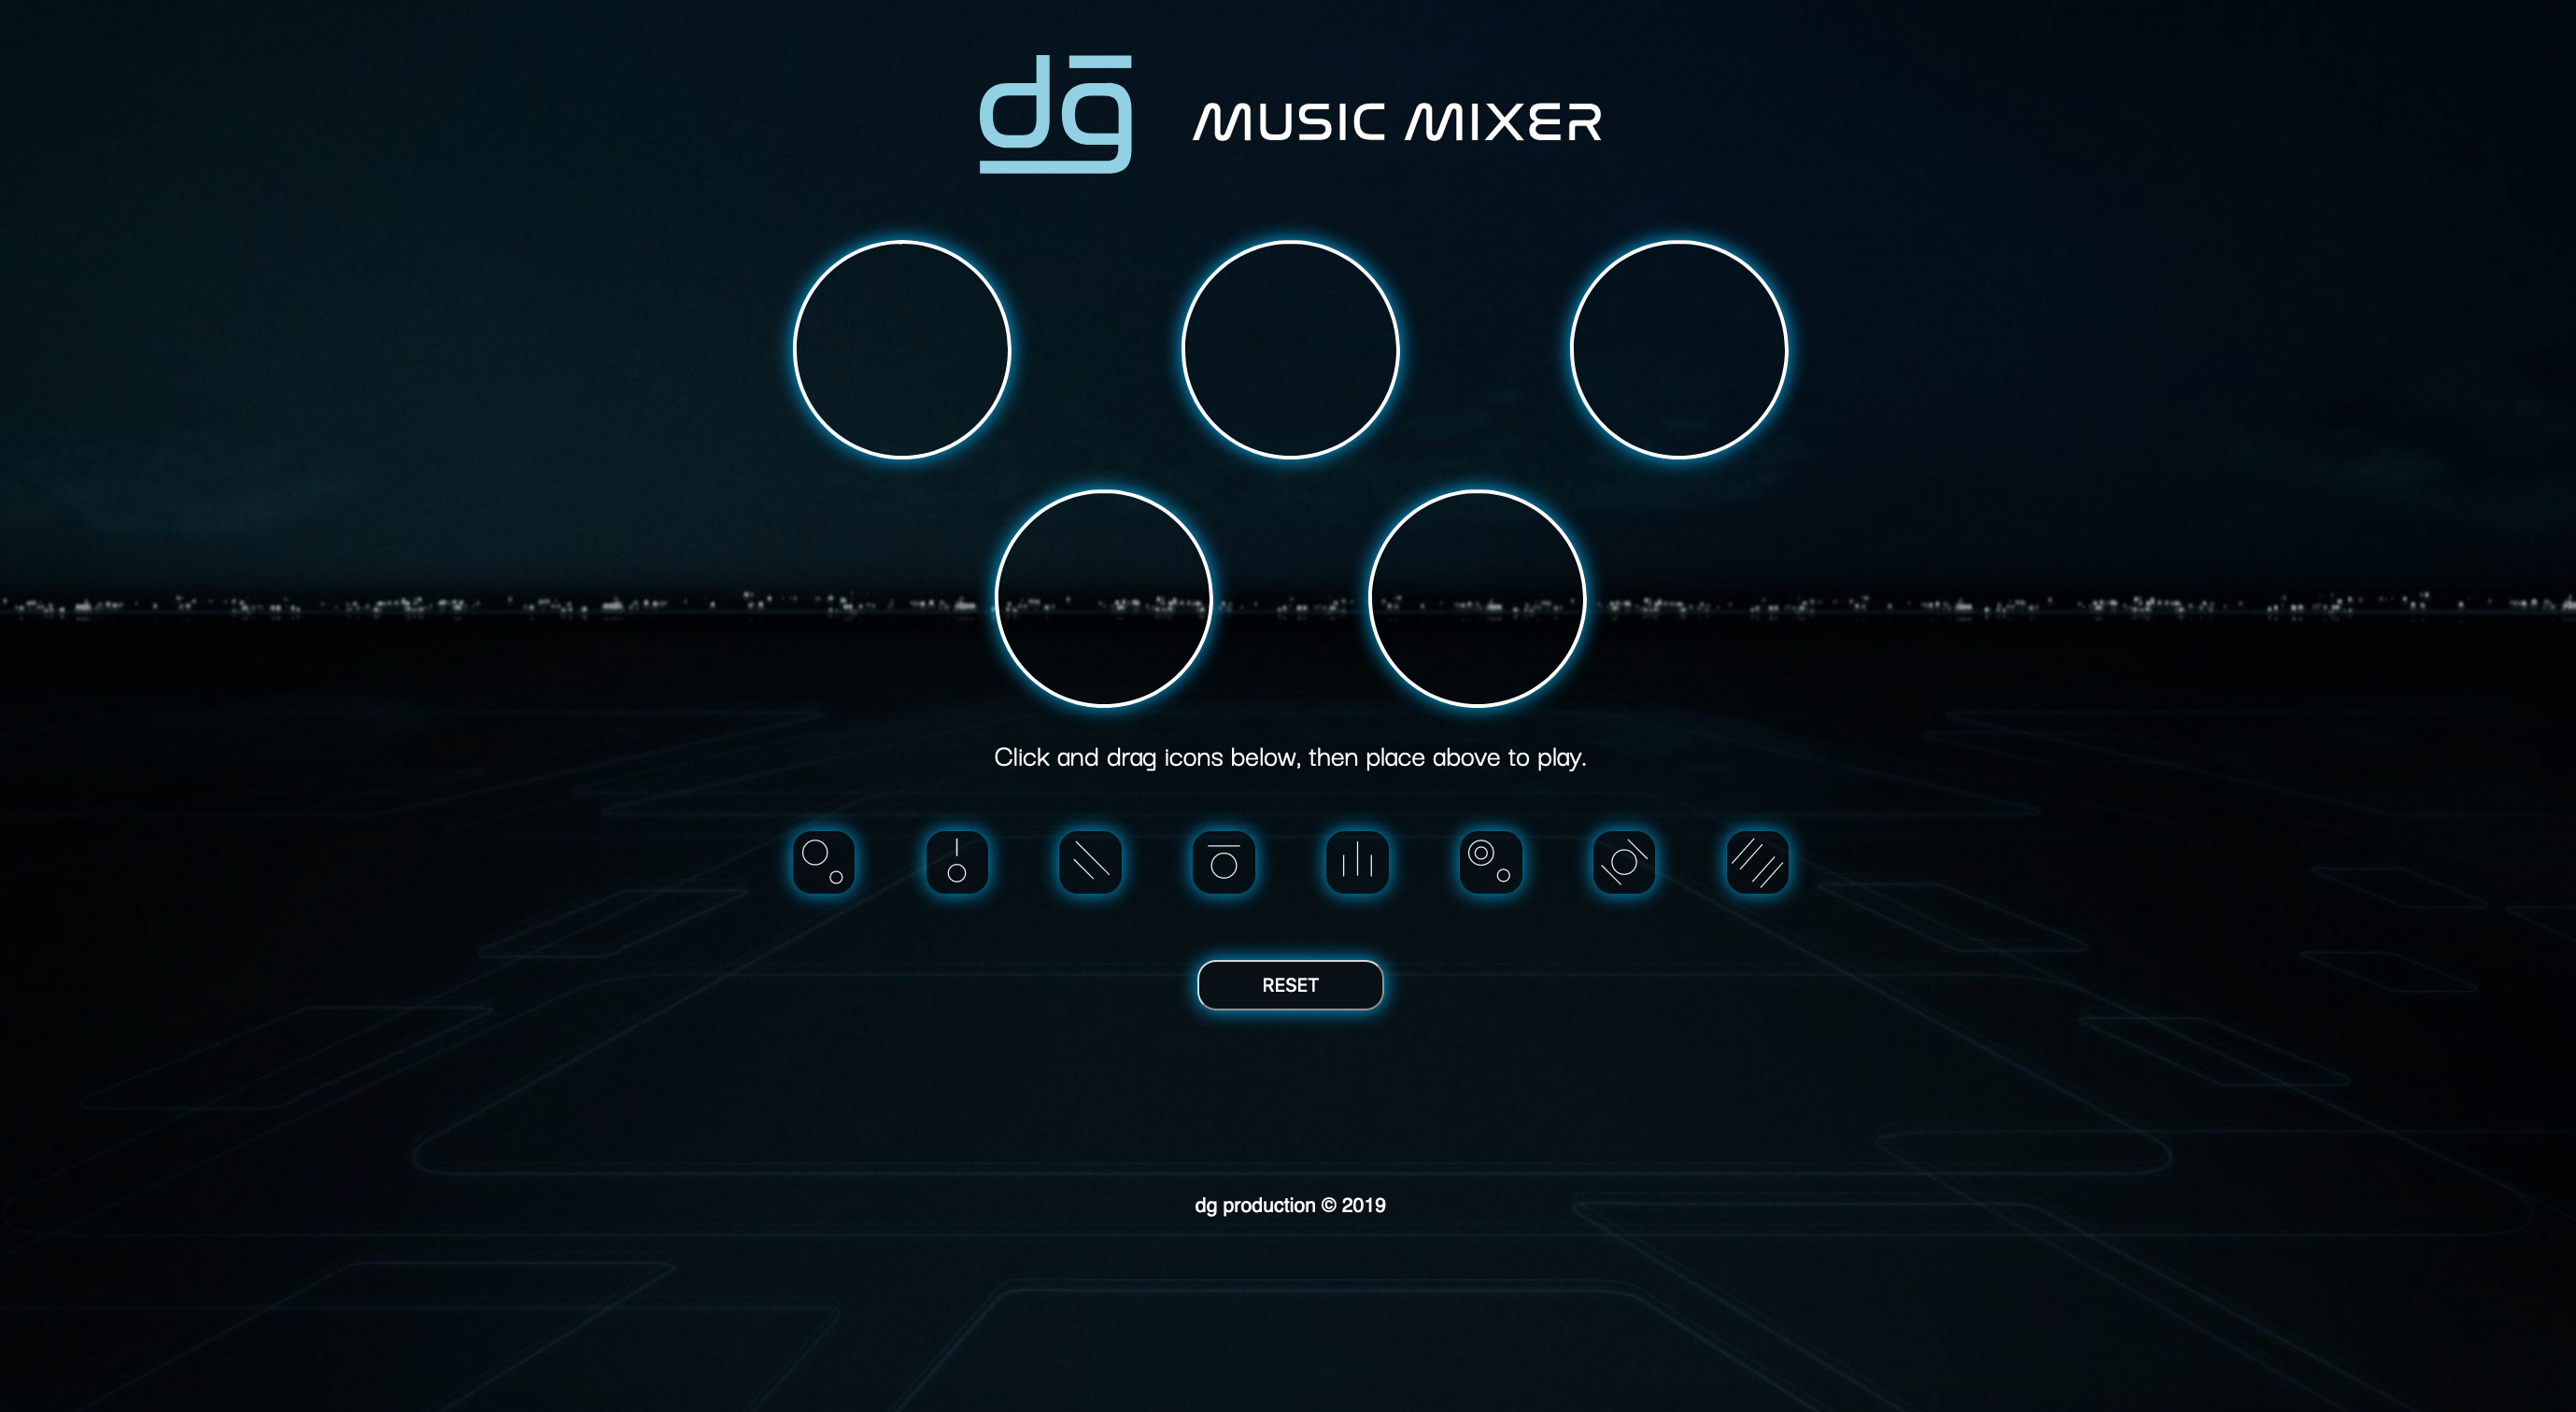 dg MUSIC MIXER
Click and drag icons below, then place above to play.
RESET
dg production © 2019